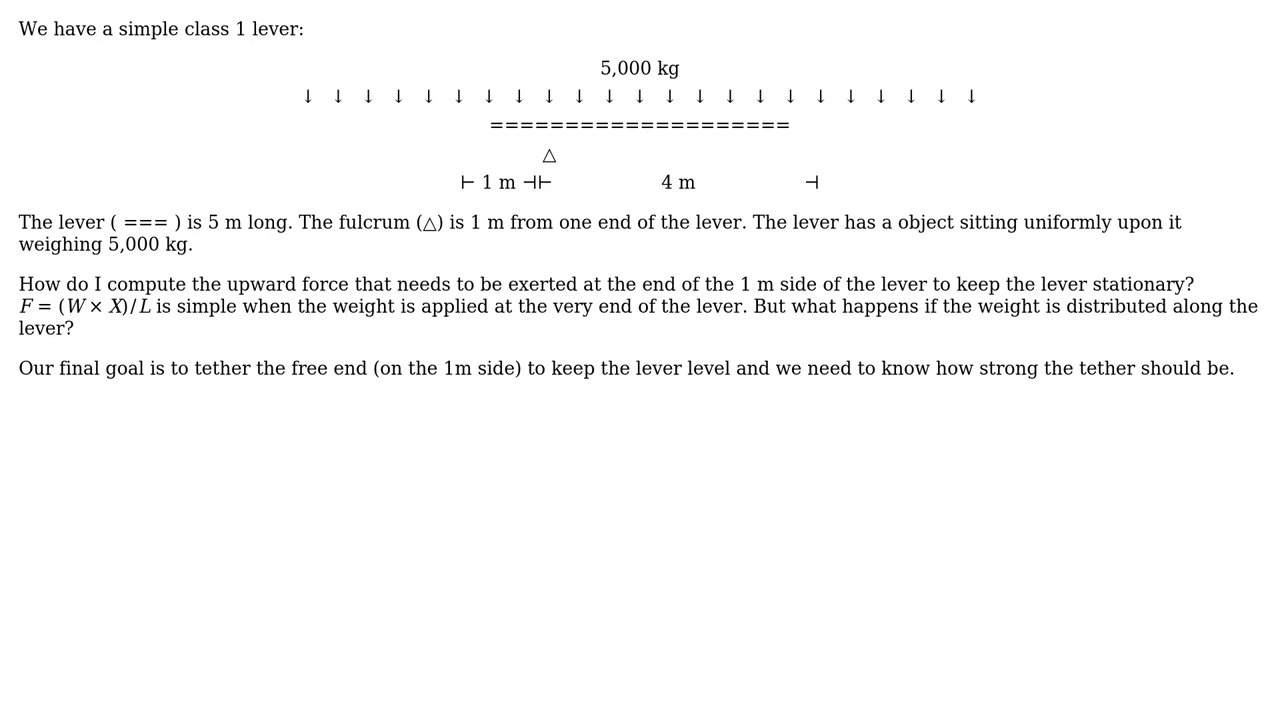 We have a simple class 1 lever:
5,000 kg
↓ ↓ ↓ ↓ ↓ ↓ ↓ ↓ ↓ ↓ ↓ ↓ ↓ ↓ ↓ ↓ ↓ ↓ ↓ ↓ ↓ ↓ ↓
====================
△
⊢ 1 m ⊣⊢ 4 m ⊣
The lever ( === ) is 5 m long. The fulcrum (△) is 1 m from one end of the lever. The lever has a object sitting uniformly upon it
weighing 5,000 kg.
How do I compute the upward force that needs to be exerted at the end of the 1 m side of the lever to keep the lever stationary?
F = (W × X)/L is simple when the weight is applied at the very end of the lever. But what happens if the weight is distributed along the
lever?
Our final goal is to tether the free end (on the 1m side) to keep the lever level and we need to know how strong the tether should be.